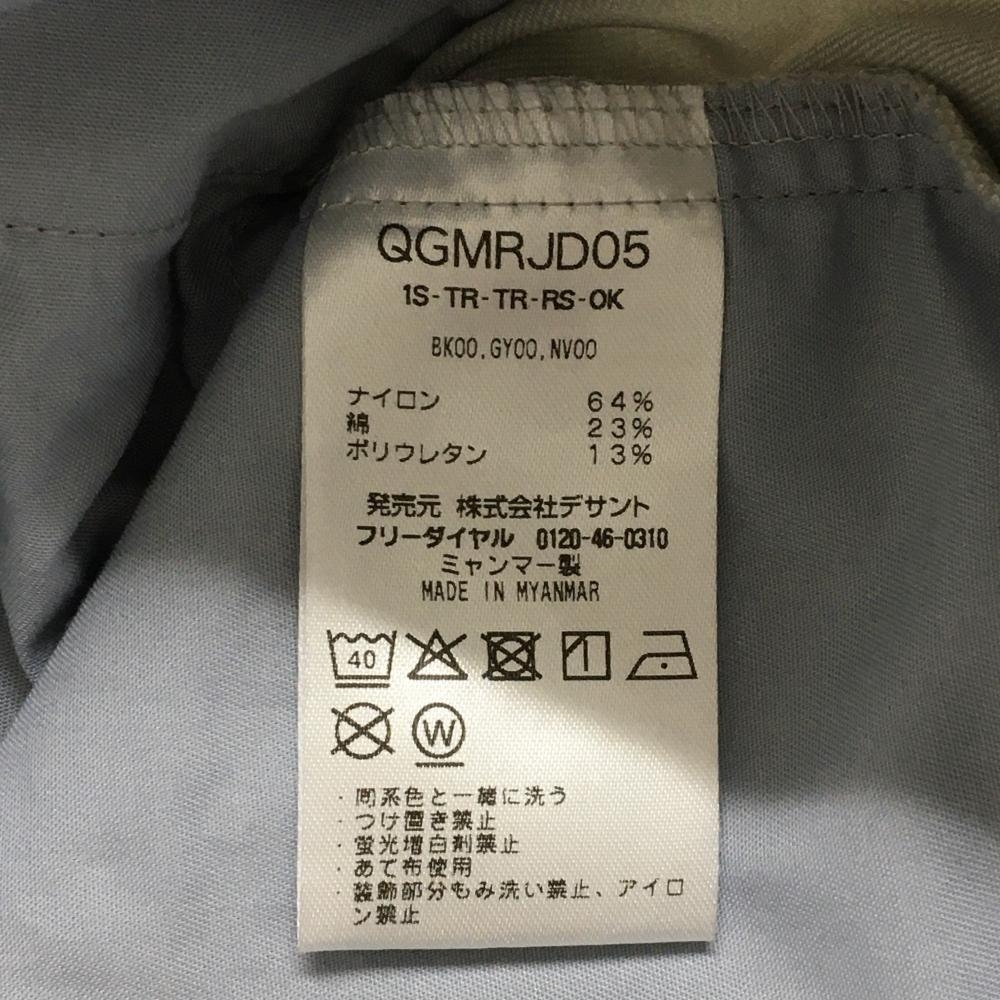 QGMRJD05
1S-TR-TR-RS-OK
BK00,GY00,NV00
ナイロン 64%
綿 23%
ポリウレタン 13%
発売元 株式会社デサント
フリーダイヤル 0120-46-0310
ミャンマー製
MADE IN MYANMAR
40
W
・同系色と一緒に洗う
・つけ置き禁止
・蛍光増白剤禁止
・あて布使用
・装飾部分もみ洗い禁止、アイロ
ン禁止